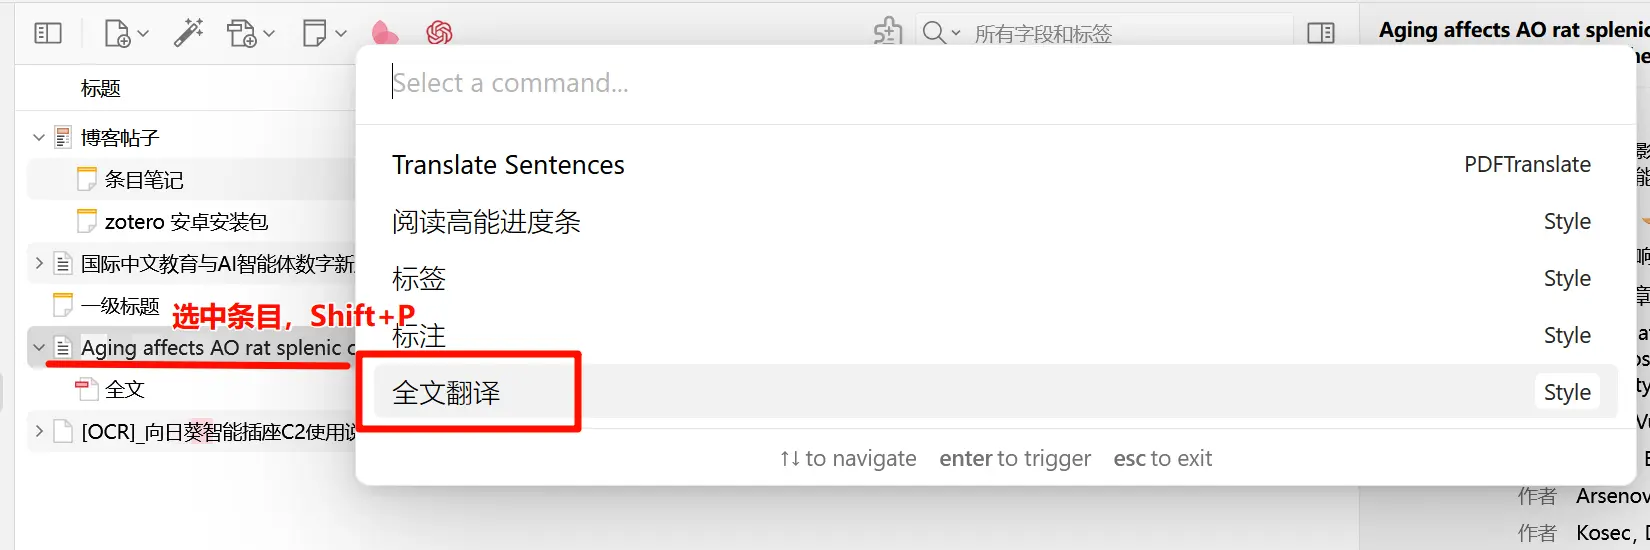 所有字段和标签
Aging affects AO rat splenic
标题
Select a command...
博客帖子
Translate Sentences
PDFTranslate
条目笔记
阅读高能进度条
Style
zotero 安卓安装包
国际中文教育与AI智能体数字新
标签
Style
一级标题
选中条目，Shift+P
标注
Style
Aging affects AO rat splenic c
全文
全文翻译
Style
[OCR]_向日葵智能插座C2使用说
↑↓ to navigate enter to trigger esc to exit
作者 Arsenov
作者 Kosec,